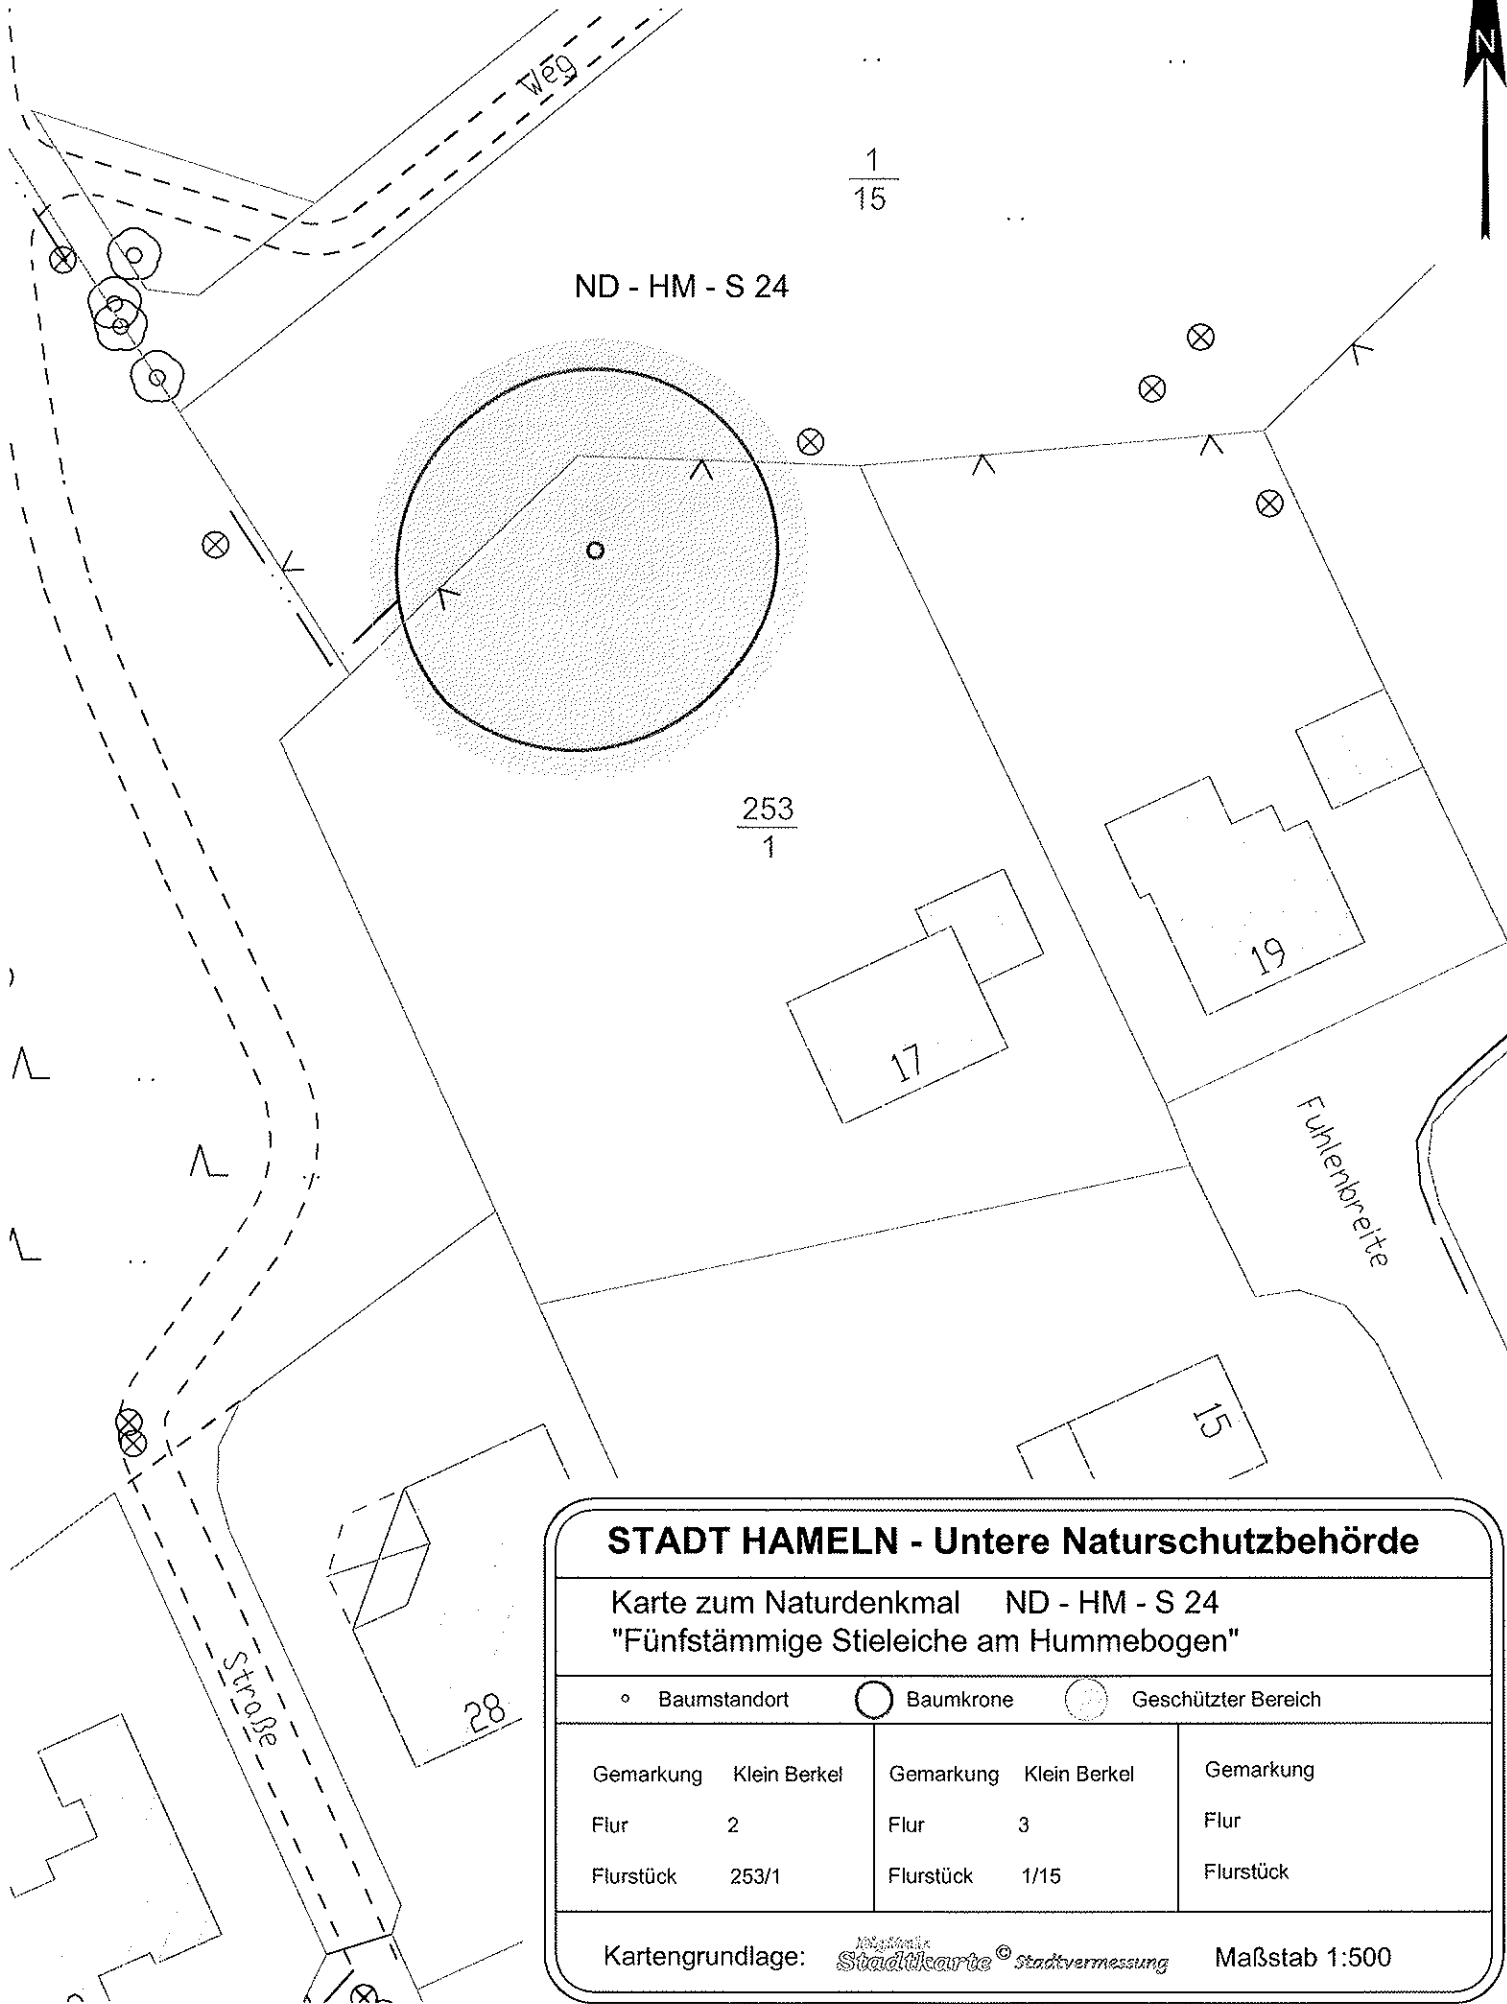 N
Weg
1
15
ND - HM - S 24
253
1
19
17
Fuhlenbreite
15
28
Straße
STADT HAMELN - Untere Naturschutzbehörde
Karte zum Naturdenkmal ND - HM - S 24
"Fünfstämmige Stieleiche am Hummebogen"
Baumstandort Baumkrone Geschützter Bereich
Gemarkung Klein Berkel Gemarkung Klein Berkel Gemarkung
Flur 2 Flur 3 Flur
Flurstück 253/1 Flurstück 1/15 Flurstück
Digitale
Kartengrundlage: Stadtkarte © Stadtvermessung Maßstab 1:500